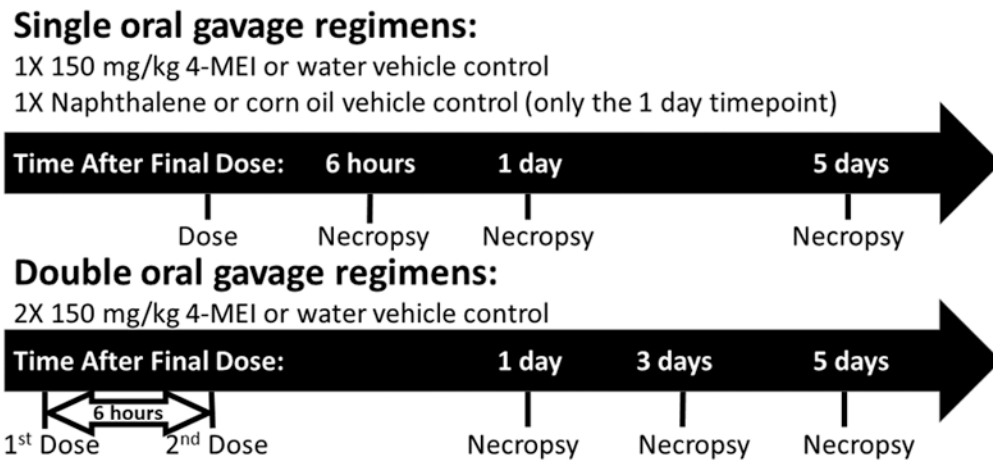 Single oral gavage regimens:
1X 150 mg/kg 4-MEI or water vehicle control
1X Naphthalene or corn oil vehicle control (only the 1 day timepoint)
Time After Final Dose: 6 hours 1 day 5 days
Dose Necropsy Necropsy Necropsy
Double oral gavage regimens:
2X 150 mg/kg 4-MEI or water vehicle control
Time After Final Dose: 1 day 3 days 5 days
6 hours
1st Dose 2nd Dose Necropsy Necropsy Necropsy